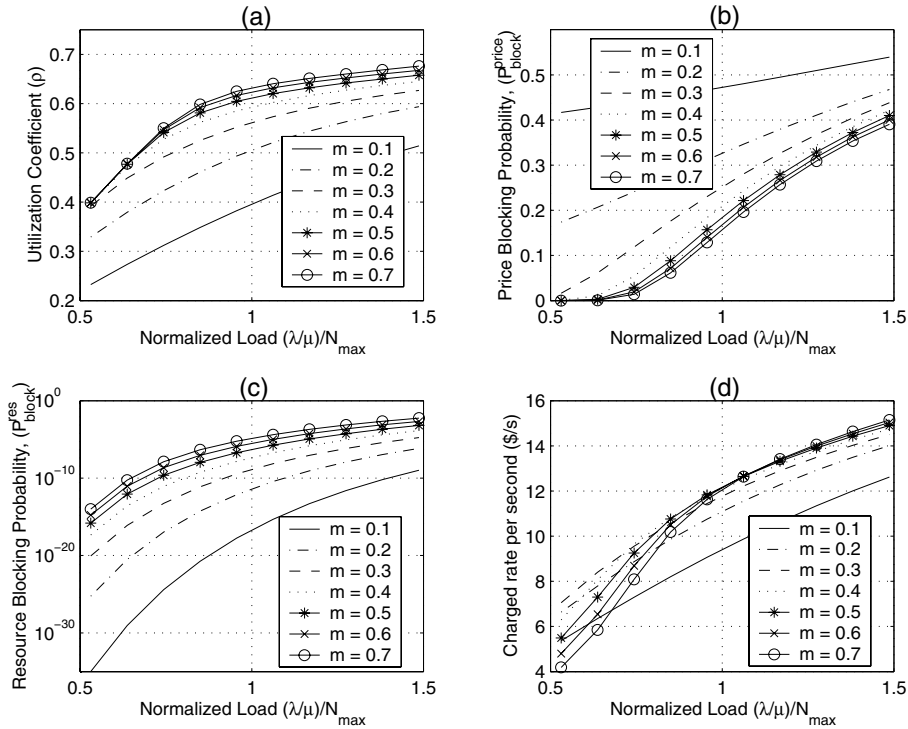 (a)
0.7
0.6
0.5
0.4
0.3
0.2
0.5
1
1.5
Utilization Coefficient (ρ)
Normalized Load (λ/μ)/N_max
m = 0.1
m = 0.2
m = 0.3
m = 0.4
m = 0.5
m = 0.6
m = 0.7
(b)
0.5
0.4
0.3
0.2
0.1
0
0.5
1
1.5
Price Blocking Probability, (P_block^price)
Normalized Load (λ/μ)/N_max
m = 0.1
m = 0.2
m = 0.3
m = 0.4
m = 0.5
m = 0.6
m = 0.7
(c)
10^0
10^-10
10^-20
10^-30
0.5
1
1.5
Resource Blocking Probability, (P_block^res)
Normalized Load (λ/μ)/N_max
m = 0.1
m = 0.2
m = 0.3
m = 0.4
m = 0.5
m = 0.6
m = 0.7
(d)
16
14
12
10
8
6
4
0.5
1
1.5
Charged rate per second ($/s)
Normalized Load (λ/μ)/N_max
m = 0.1
m = 0.2
m = 0.3
m = 0.4
m = 0.5
m = 0.6
m = 0.7